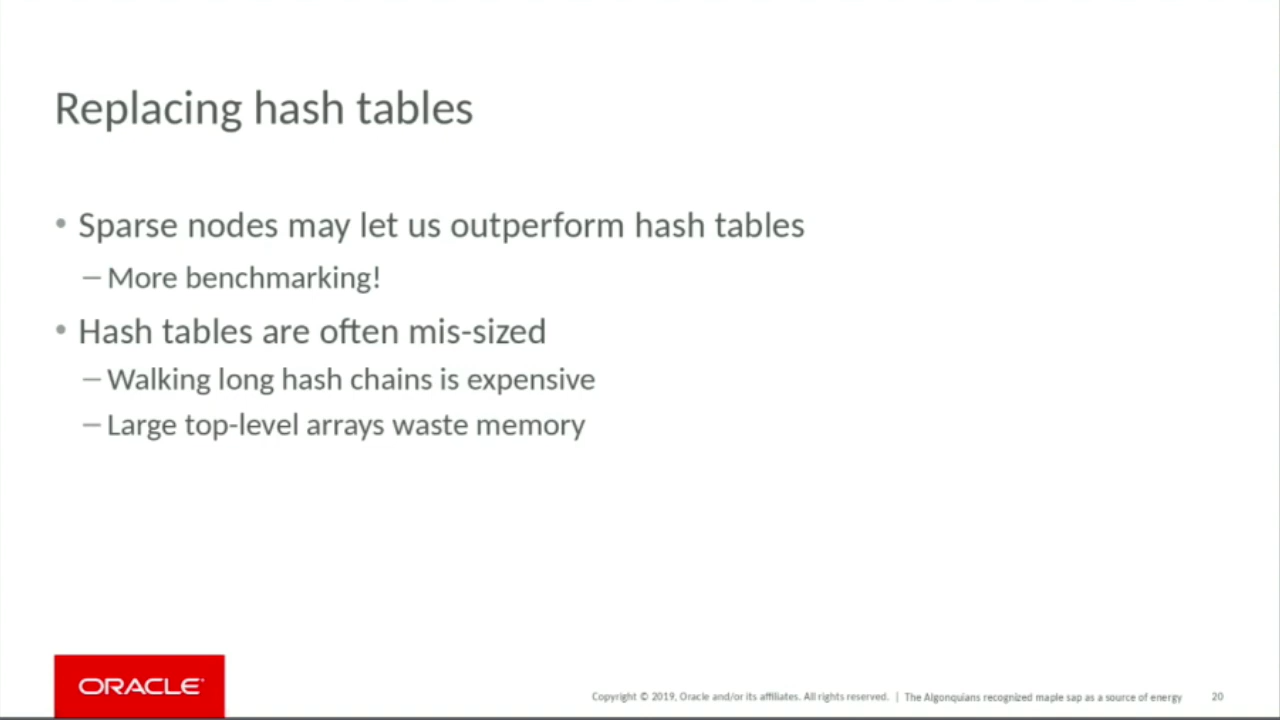 Replacing hash tables
• Sparse nodes may let us outperform hash tables
– More benchmarking!
• Hash tables are often mis-sized
– Walking long hash chains is expensive
– Large top-level arrays waste memory
ORACLE®
Copyright © 2019, Oracle and/or its affiliates. All rights reserved. | The Algonquians recognized maple sap as a source of energy 20